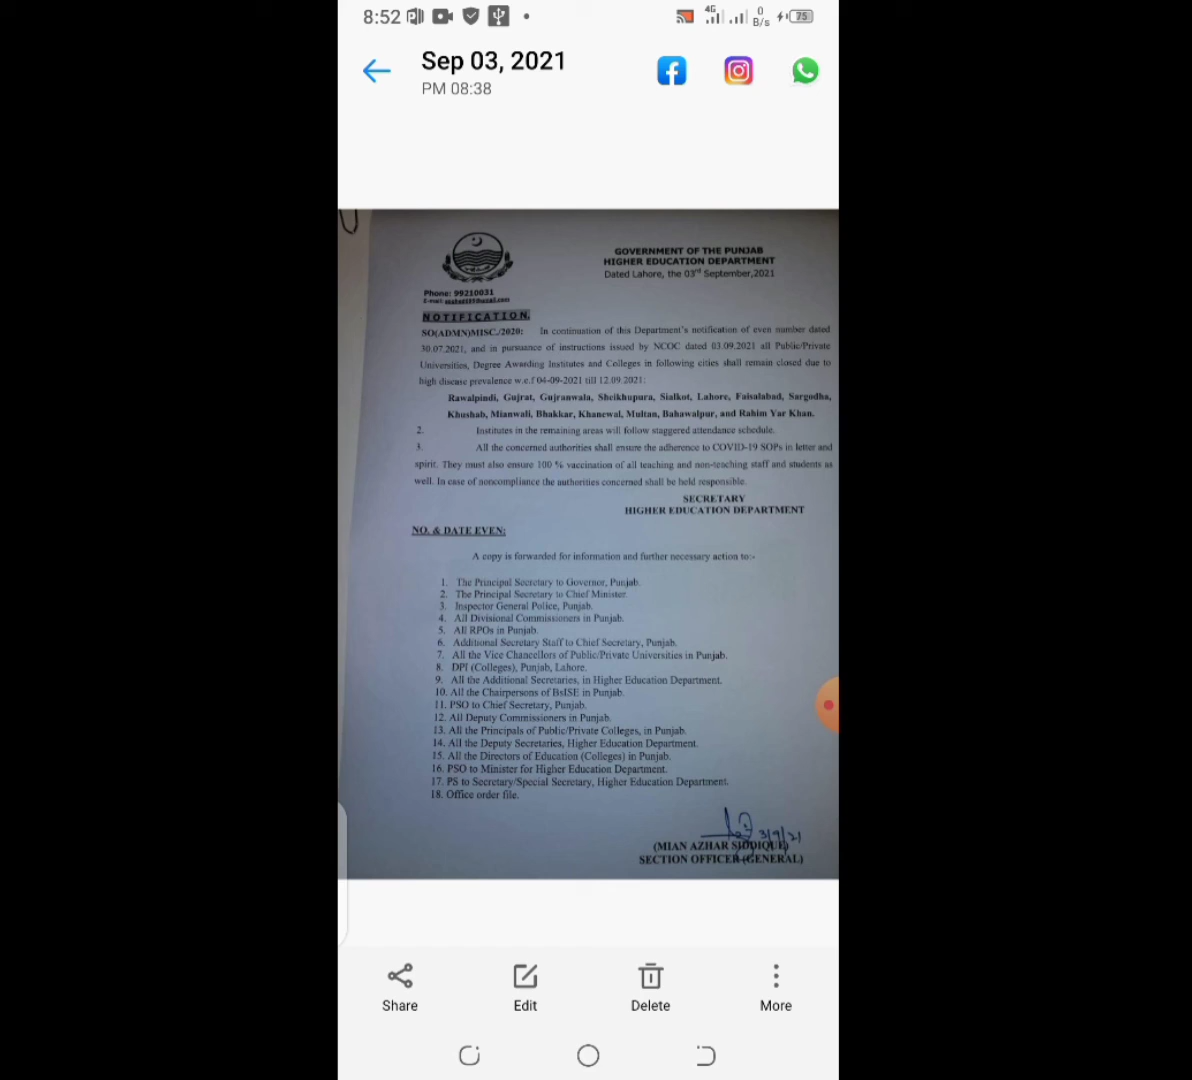 8:52
4G
0
B/s
75
Sep 03, 2021
PM 08:38
GOVERNMENT OF THE PUNJAB
HIGHER EDUCATION DEPARTMENT
Dated Lahore, the 03rd September,2021
Phone: 99210031
E-mail:
NOTIFICATION.
SO(ADMN)MISC./2020: In continuation of this Department's notification of even number dated
30.07.2021, and in pursuance of instructions issued by NCOC dated 03.09.2021 all Public/Private
Universities, Degree Awarding Institutes and Colleges in following cities shall remain closed due to
high disease prevalence w.e.f 04-09-2021 till 12.09.2021:
Rawalpindi, Gujrat, Gujranwala, Sheikhupura, Sialkot, Lahore, Faisalabad, Sargodha,
Khushab, Mianwali, Bhakkar, Khanewal, Multan, Bahawalpur, and Rahim Yar Khan.
2. Institutes in the remaining areas will follow staggered attendance schedule.
3. All the concerned authorities shall ensure the adherence to COVID-19 SOPs in letter and
spirit. They must also ensure 100 % vaccination of all teaching and non-teaching staff and students as
well. In case of noncompliance the authorities concerned shall be held responsible.
SECRETARY
HIGHER EDUCATION DEPARTMENT
NO. & DATE EVEN:
A copy is forwarded for information and further necessary action to:-
1. The Principal Secretary to Governor, Punjab.
2. The Principal Secretary to Chief Minister.
3. Inspector General Police, Punjab.
4. All Divisional Commissioners in Punjab.
5. All RPOs in Punjab.
6. Additional Secretary Staff to Chief Secretary, Punjab.
7. All the Vice Chancellors of Public/Private Universities in Punjab.
8. DPI (Colleges), Punjab, Lahore.
9. All the Additional Secretaries, in Higher Education Department.
10. All the Chairpersons of BsISE in Punjab.
11. PSO to Chief Secretary, Punjab.
12. All Deputy Commissioners in Punjab.
13. All the Principals of Public/Private Colleges, in Punjab.
14. All the Deputy Secretaries, Higher Education Department.
15. All the Directors of Education (Colleges) in Punjab.
16. PSO to Minister for Higher Education Department.
17. PS to Secretary/Special Secretary, Higher Education Department.
18. Office order file.
3/9/21
(MIAN AZHAR SIDDIQUE)
SECTION OFFICER (GENERAL)
Share
Edit
Delete
More